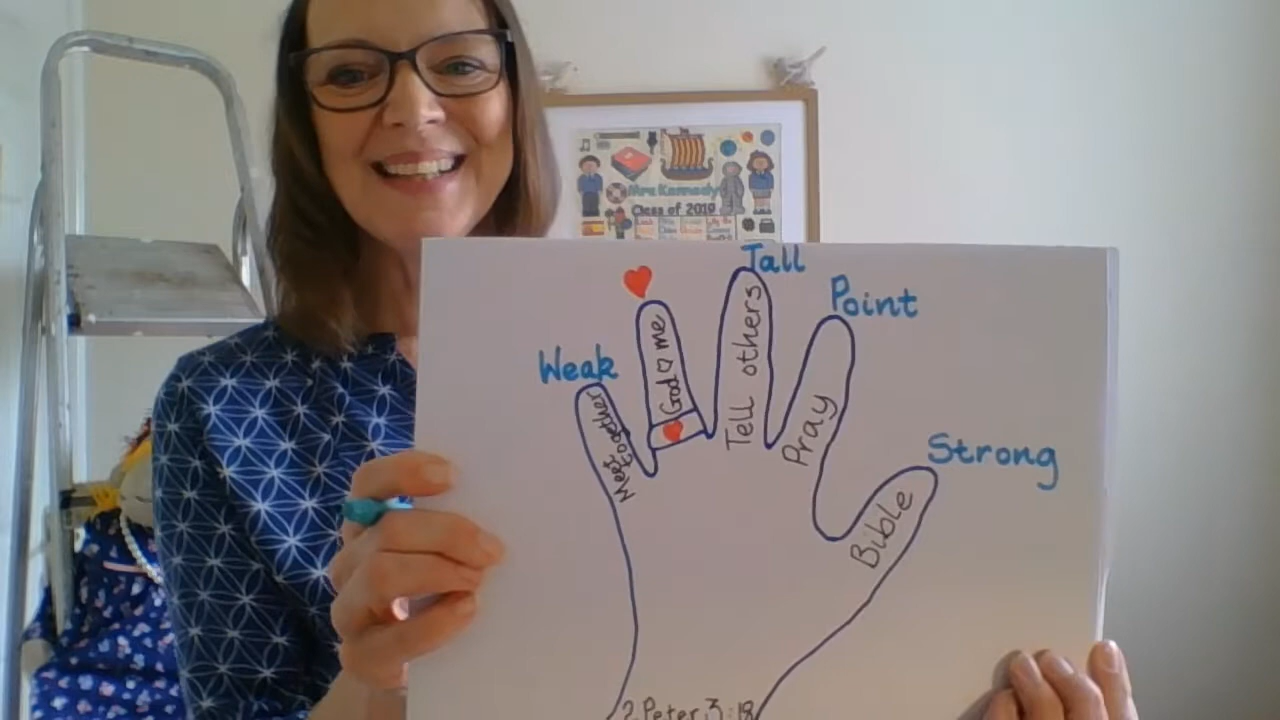 Mrs Kennedy
Class of 2019
Tall
Point
Weak
Strong
Meet together
God ♡ me
Tell others
Pray
Bible
2 Peter 3:18